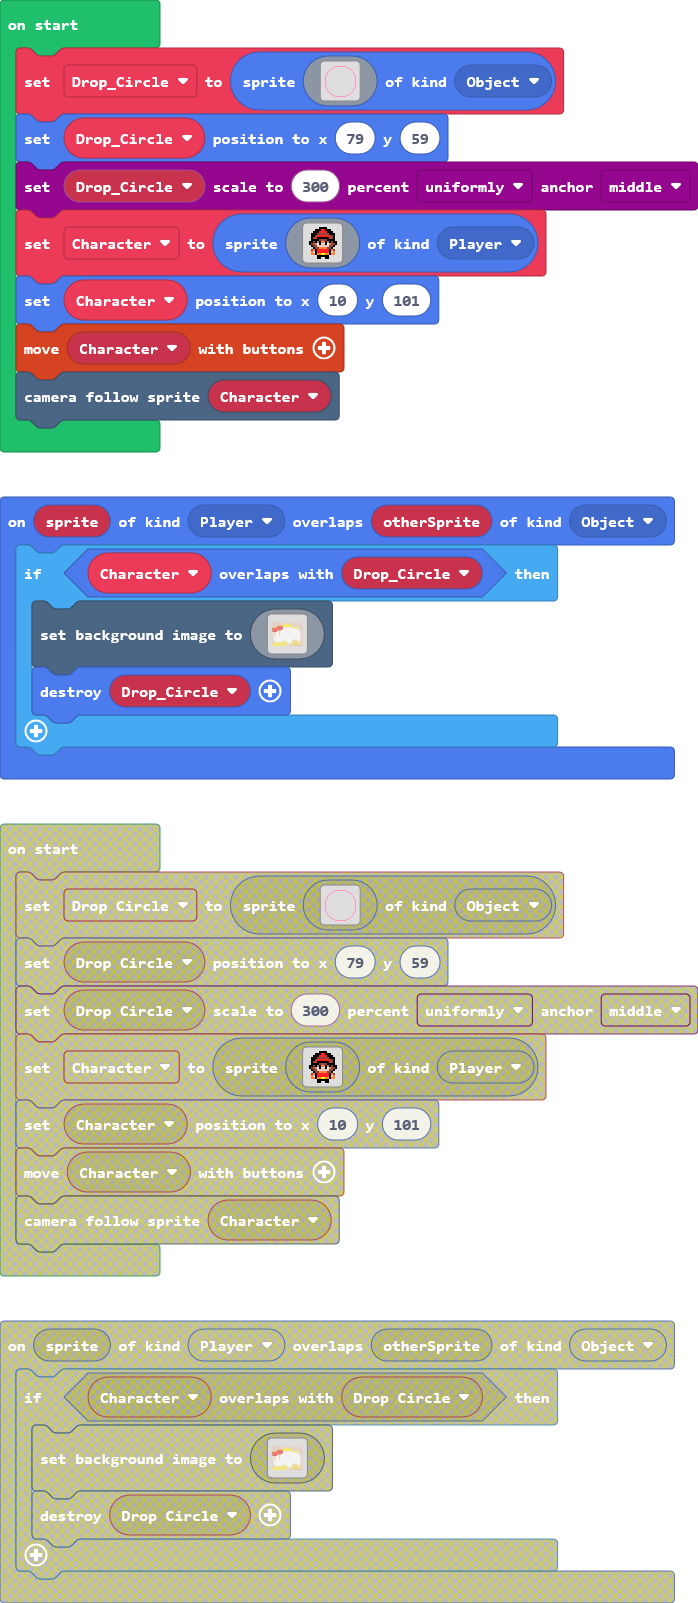 on start
set Drop_Circle to sprite of kind Object
set Drop_Circle position to x 79 y 59
set Drop_Circle scale to 300 percent uniformly anchor middle
set Character to sprite of kind Player
set Character position to x 10 y 101
move Character with buttons
camera follow sprite Character
on sprite of kind Player overlaps otherSprite of kind Object
if Character overlaps with Drop_Circle then
set background image to
destroy Drop_Circle
on start
set Drop Circle to sprite of kind Object
set Drop Circle position to x 79 y 59
set Drop Circle scale to 300 percent uniformly anchor middle
set Character to sprite of kind Player
set Character position to x 10 y 101
move Character with buttons
camera follow sprite Character
on sprite of kind Player overlaps otherSprite of kind Object
if Character overlaps with Drop Circle then
set background image to
destroy Drop Circle